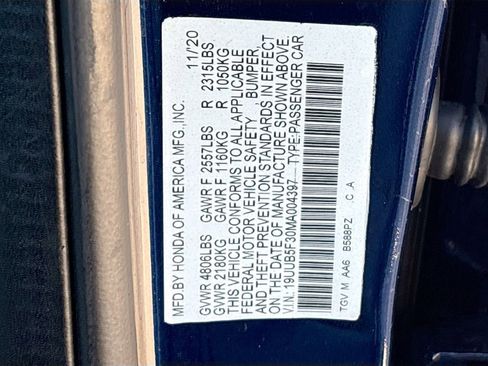 MFD.BY HONDA OF AMERICA MFG.,INC. 11/20
GVWR 4806LBS GAWR F 2557LBS R 2315LBS
GVWR 2180KG GAWR F 1160KG R 1050KG
THIS VEHICLE CONFORMS TO ALL APPLICABLE
FEDERAL MOTOR VEHICLE SAFETY , BUMPER,
AND THEFT PREVENTION STANDARDS IN EFFECT
ON THE DATE OF MANUFACTURE SHOWN ABOVE.
V.I.N.: 19UUB5F30MA004397 TYPE:PASSENGER CAR
TGV M AA6 B588PZ C A